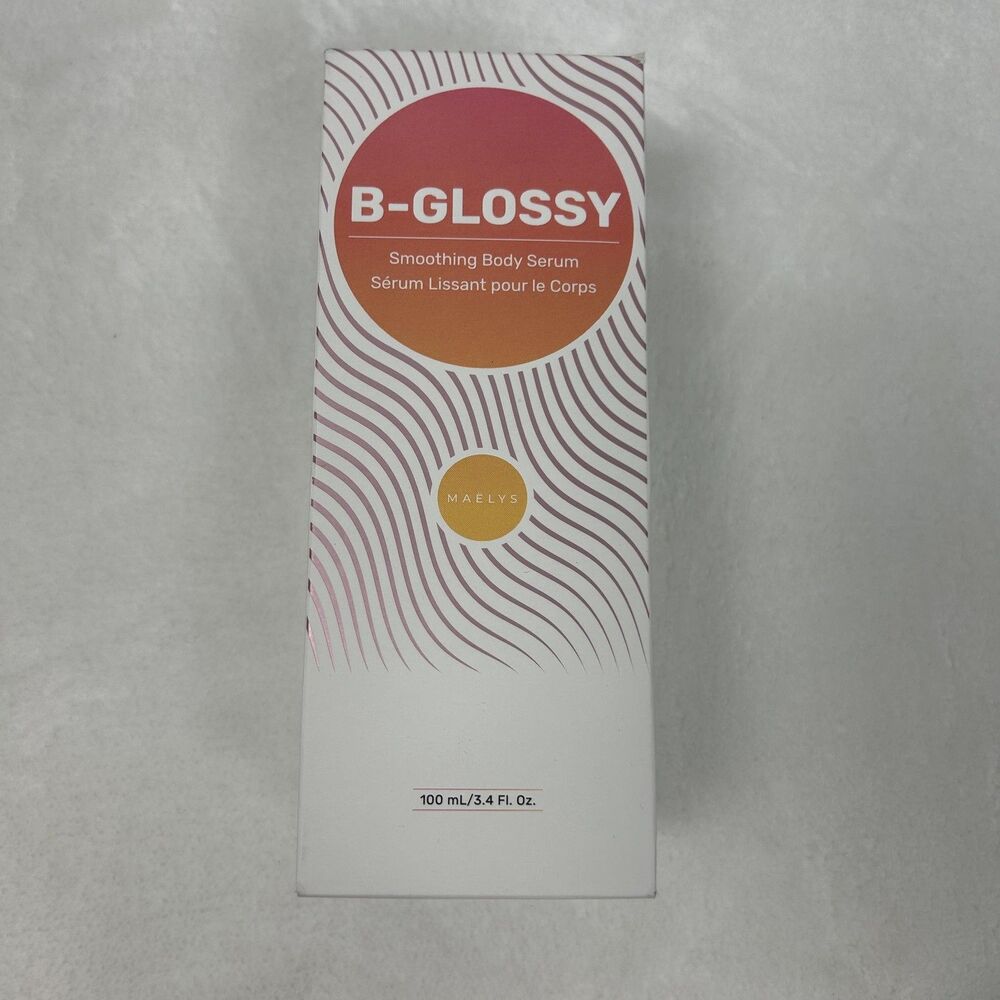 B-GLOSSY
Smoothing Body Serum
Sérum Lissant pour le Corps
MAËLYS
100 mL/3.4 Fl. Oz.